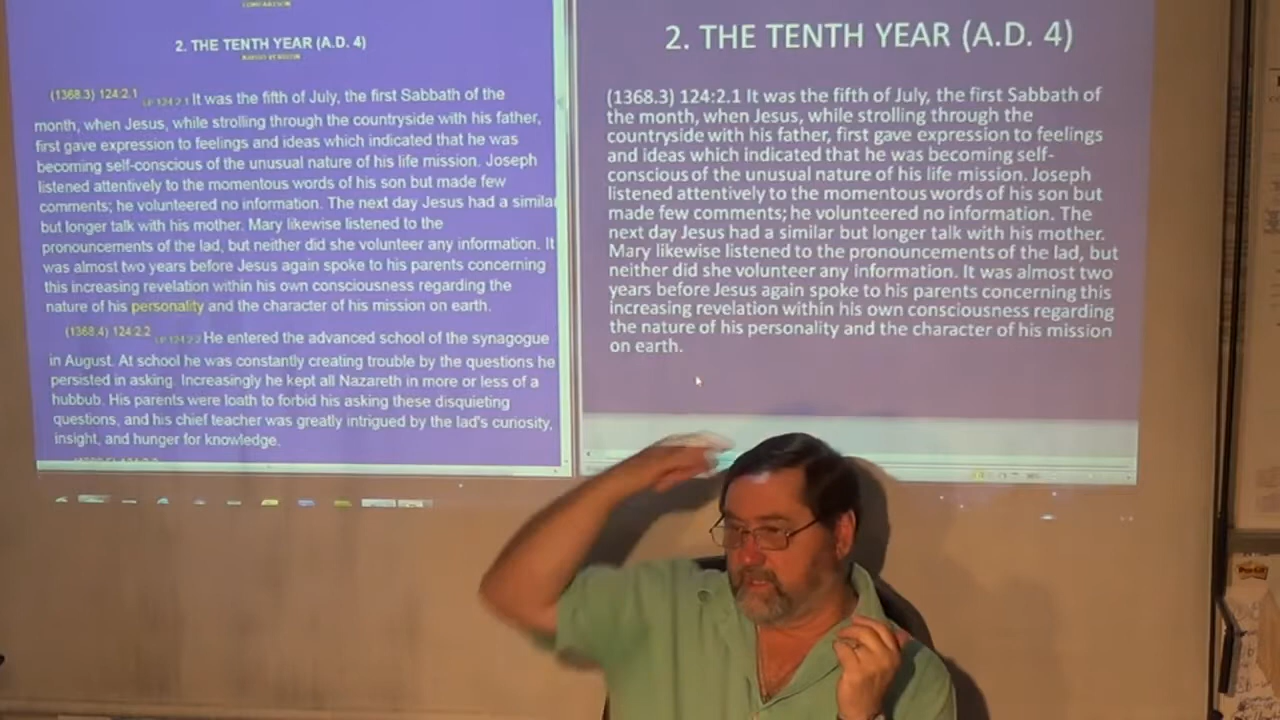 COMPARISON
2. THE TENTH YEAR (A.D. 4)
(1368.3) 124:2.1 LP 124:2.1 It was the fifth of July, the first Sabbath of the
month, when Jesus, while strolling through the countryside with his father,
first gave expression to feelings and ideas which indicated that he was
becoming self-conscious of the unusual nature of his life mission. Joseph
listened attentively to the momentous words of his son but made few
comments; he volunteered no information. The next day Jesus had a similar
but longer talk with his mother. Mary likewise listened to the
pronouncements of the lad, but neither did she volunteer any information. It
was almost two years before Jesus again spoke to his parents concerning
this increasing revelation within his own consciousness regarding the
nature of his personality and the character of his mission on earth.
(1368.4) 124:2.2 LP 124:2.2 He entered the advanced school of the synagogue
in August. At school he was constantly creating trouble by the questions he
persisted in asking. Increasingly he kept all Nazareth in more or less of a
hubbub. His parents were loath to forbid his asking these disquieting
questions, and his chief teacher was greatly intrigued by the lad's curiosity,
insight, and hunger for knowledge.
2. THE TENTH YEAR (A.D. 4)
(1368.3) 124:2.1 It was the fifth of July, the first Sabbath of
the month, when Jesus, while strolling through the
countryside with his father, first gave expression to feelings
and ideas which indicated that he was becoming self-
conscious of the unusual nature of his life mission. Joseph
listened attentively to the momentous words of his son but
made few comments; he volunteered no information. The
next day Jesus had a similar but longer talk with his mother.
Mary likewise listened to the pronouncements of the lad, but
neither did she volunteer any information. It was almost two
years before Jesus again spoke to his parents concerning this
increasing revelation within his own consciousness regarding
the nature of his personality and the character of his mission
on earth.
Post-it